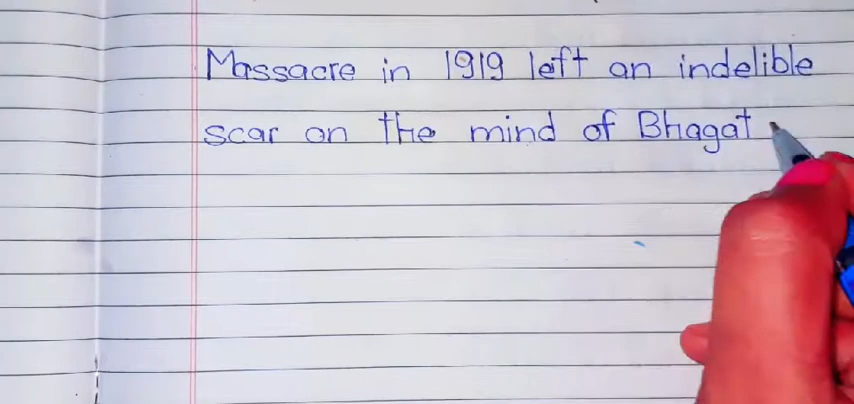 Massacre in 1919 left an indelible
scar on the mind of Bhagat